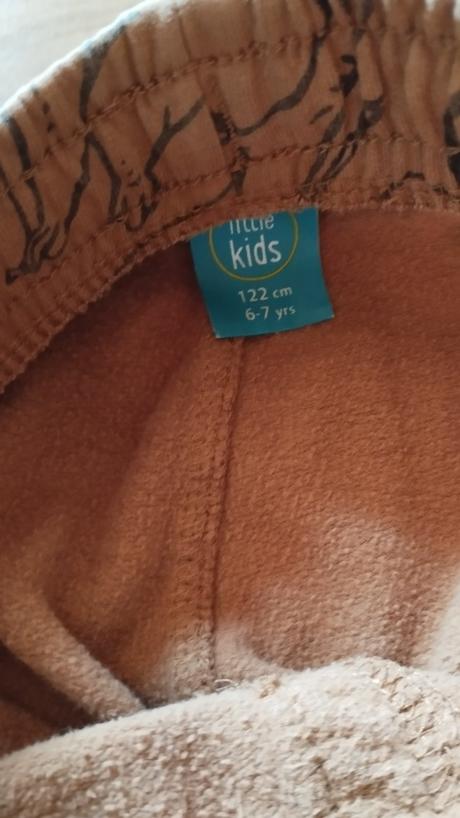 little
kids
122 cm
6-7 yrs